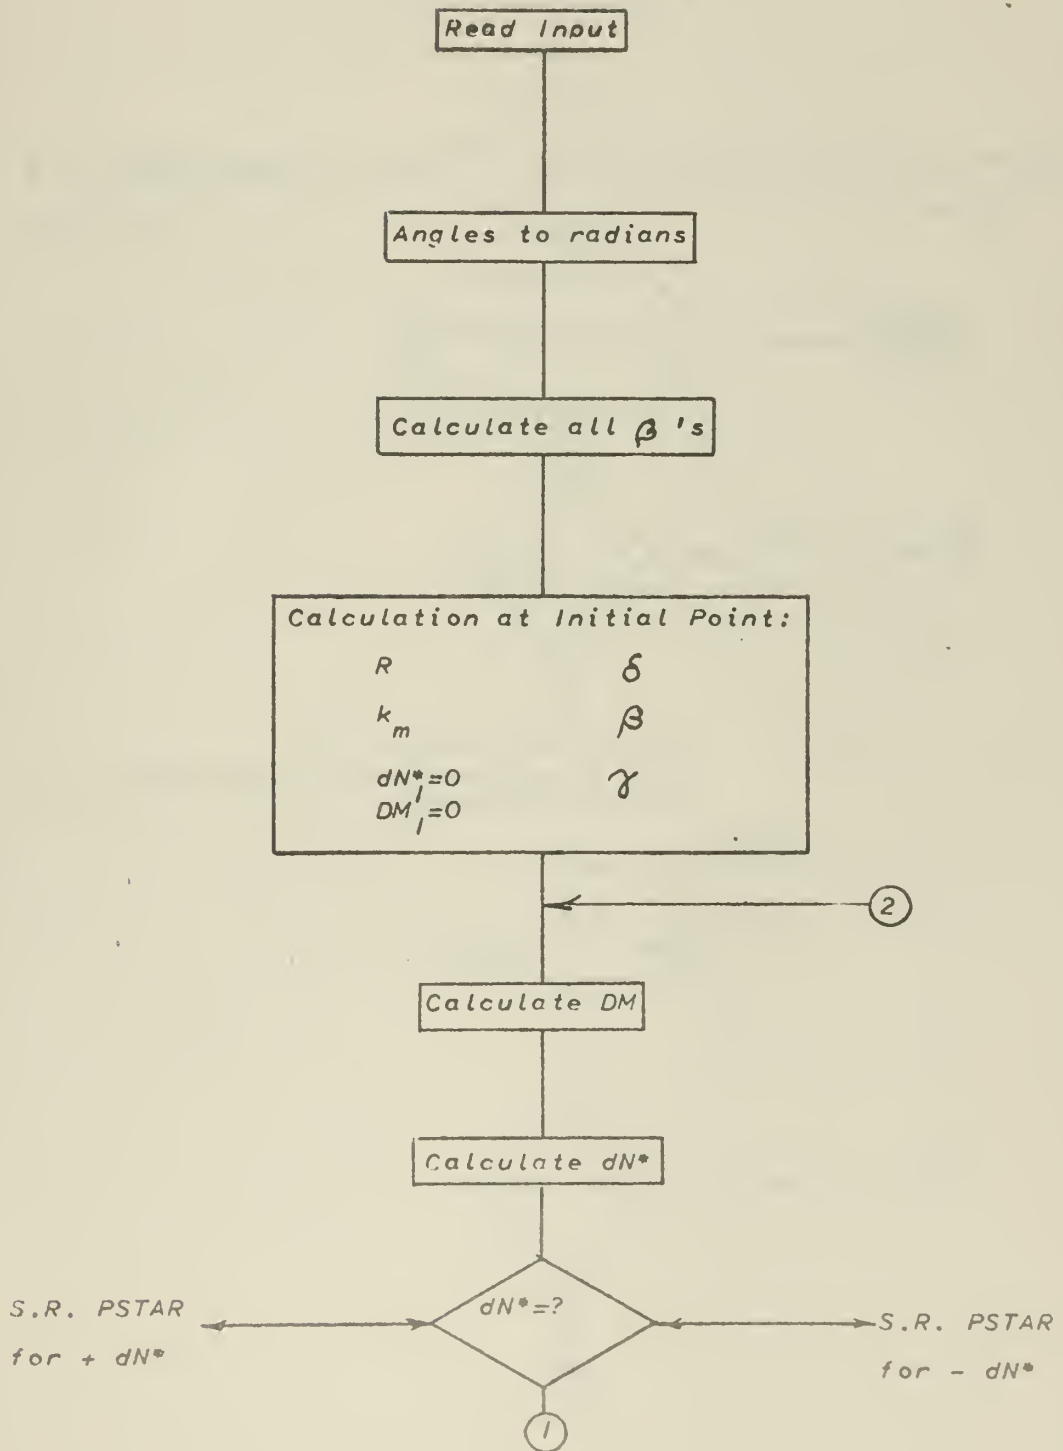 Read Input
Angles to radians
Calculate all β 's
Calculation at Initial Point:
R δ
k_m β
dN*_1=0 γ
DM_1=0
2
Calculate DM
Calculate dN*
dN*=?
S.R. PSTAR
for + dN*
S.R. PSTAR
for - dN*
1